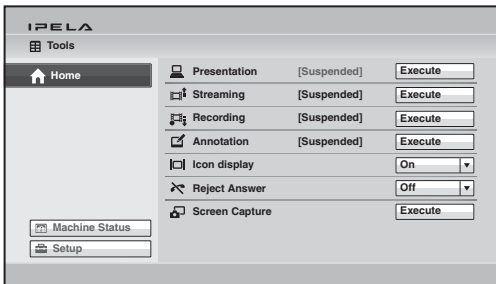 IPELA
Tools
Home
Presentation [Suspended] Execute
Streaming [Suspended] Execute
Recording [Suspended] Execute
Annotation [Suspended] Execute
Icon display On
Reject Answer Off
Screen Capture Execute
Machine Status
Setup